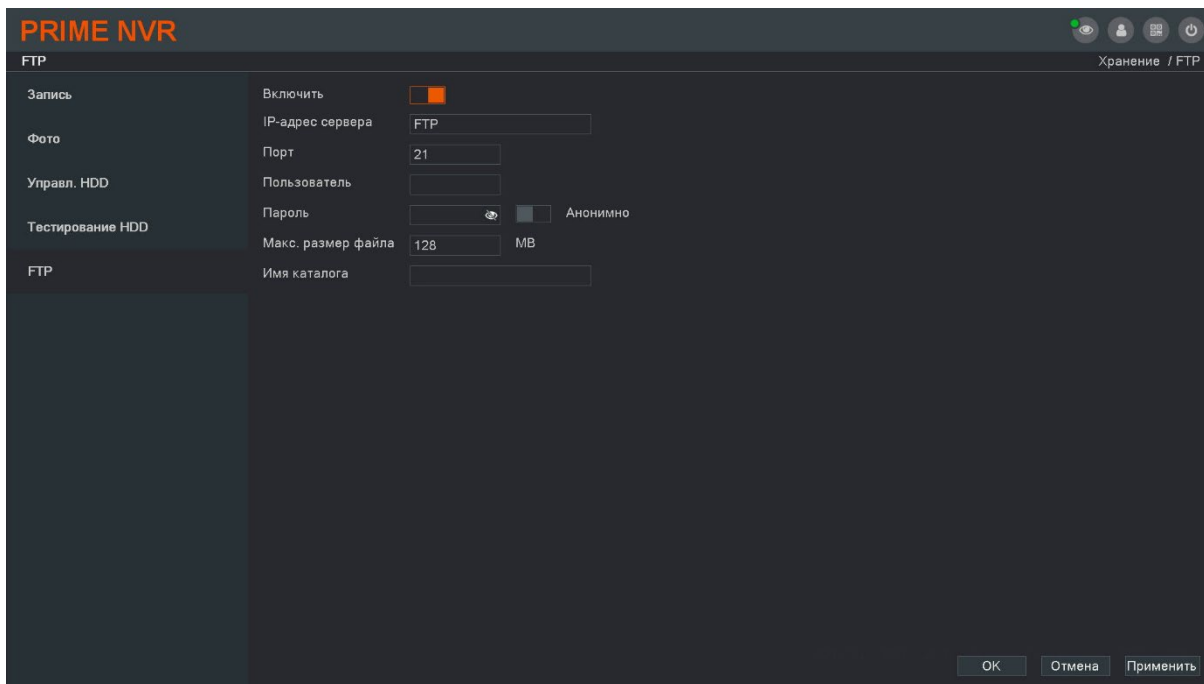 PRIME NVR
FTP
Хранение / FTP
Запись
Фото
Управл. HDD
Тестирование HDD
FTP
Включить
IP-адрес сервера FTP
Порт 21
Пользователь
Пароль Анонимно
Макс. размер файла 128 MB
Имя каталога
OK Отмена Применить